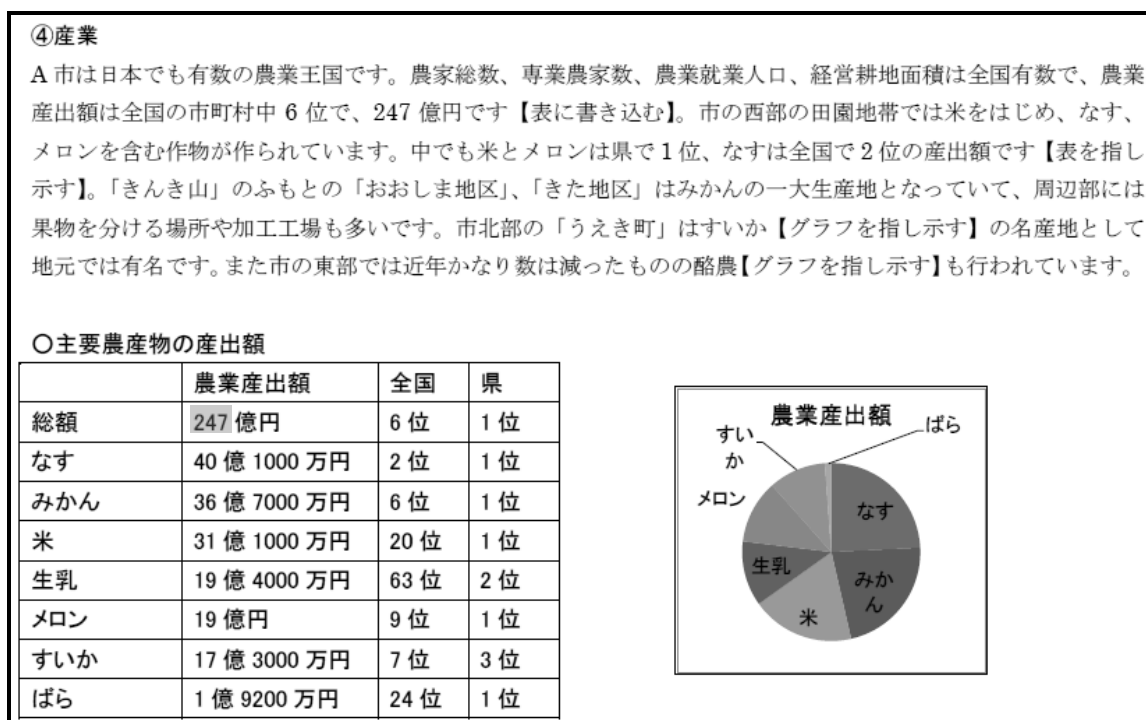 ④産業
A 市は日本でも有数の農業王国です。農家総数、専業農家数、農業就業人口、経営耕地面積は全国有数で、農業
産出額は全国の市町村中 6 位で、247 億円です【表に書き込む】。市の西部の田園地帯では米をはじめ、なす、
メロンを含む作物が作られています。中でも米とメロンは県で 1 位、なすは全国で 2 位の産出額です【表を指し
示す】。「きんき山」のふもとの「おおしま地区」、「きた地区」はみかんの一大生産地となっていて、周辺部には
果物を分ける場所や加工工場も多いです。市北部の「うえき町」はすいか【グラフを指し示す】の名産地として
地元では有名です。また市の東部では近年かなり数は減ったものの酪農【グラフを指し示す】も行われています。
〇主要農産物の産出額
農業産出額 全国 県
総額 247 億円 6 位 1 位
なす 40 億 1000 万円 2 位 1 位
みかん 36 億 7000 万円 6 位 1 位
米 31 億 1000 万円 20 位 1 位
生乳 19 億 4000 万円 63 位 2 位
メロン 19 億円 9 位 1 位
すいか 17 億 3000 万円 7 位 3 位
ばら 1 億 9200 万円 24 位 1 位
農業産出額
すい
か
ばら
メロン
なす
生乳
みか
ん
米